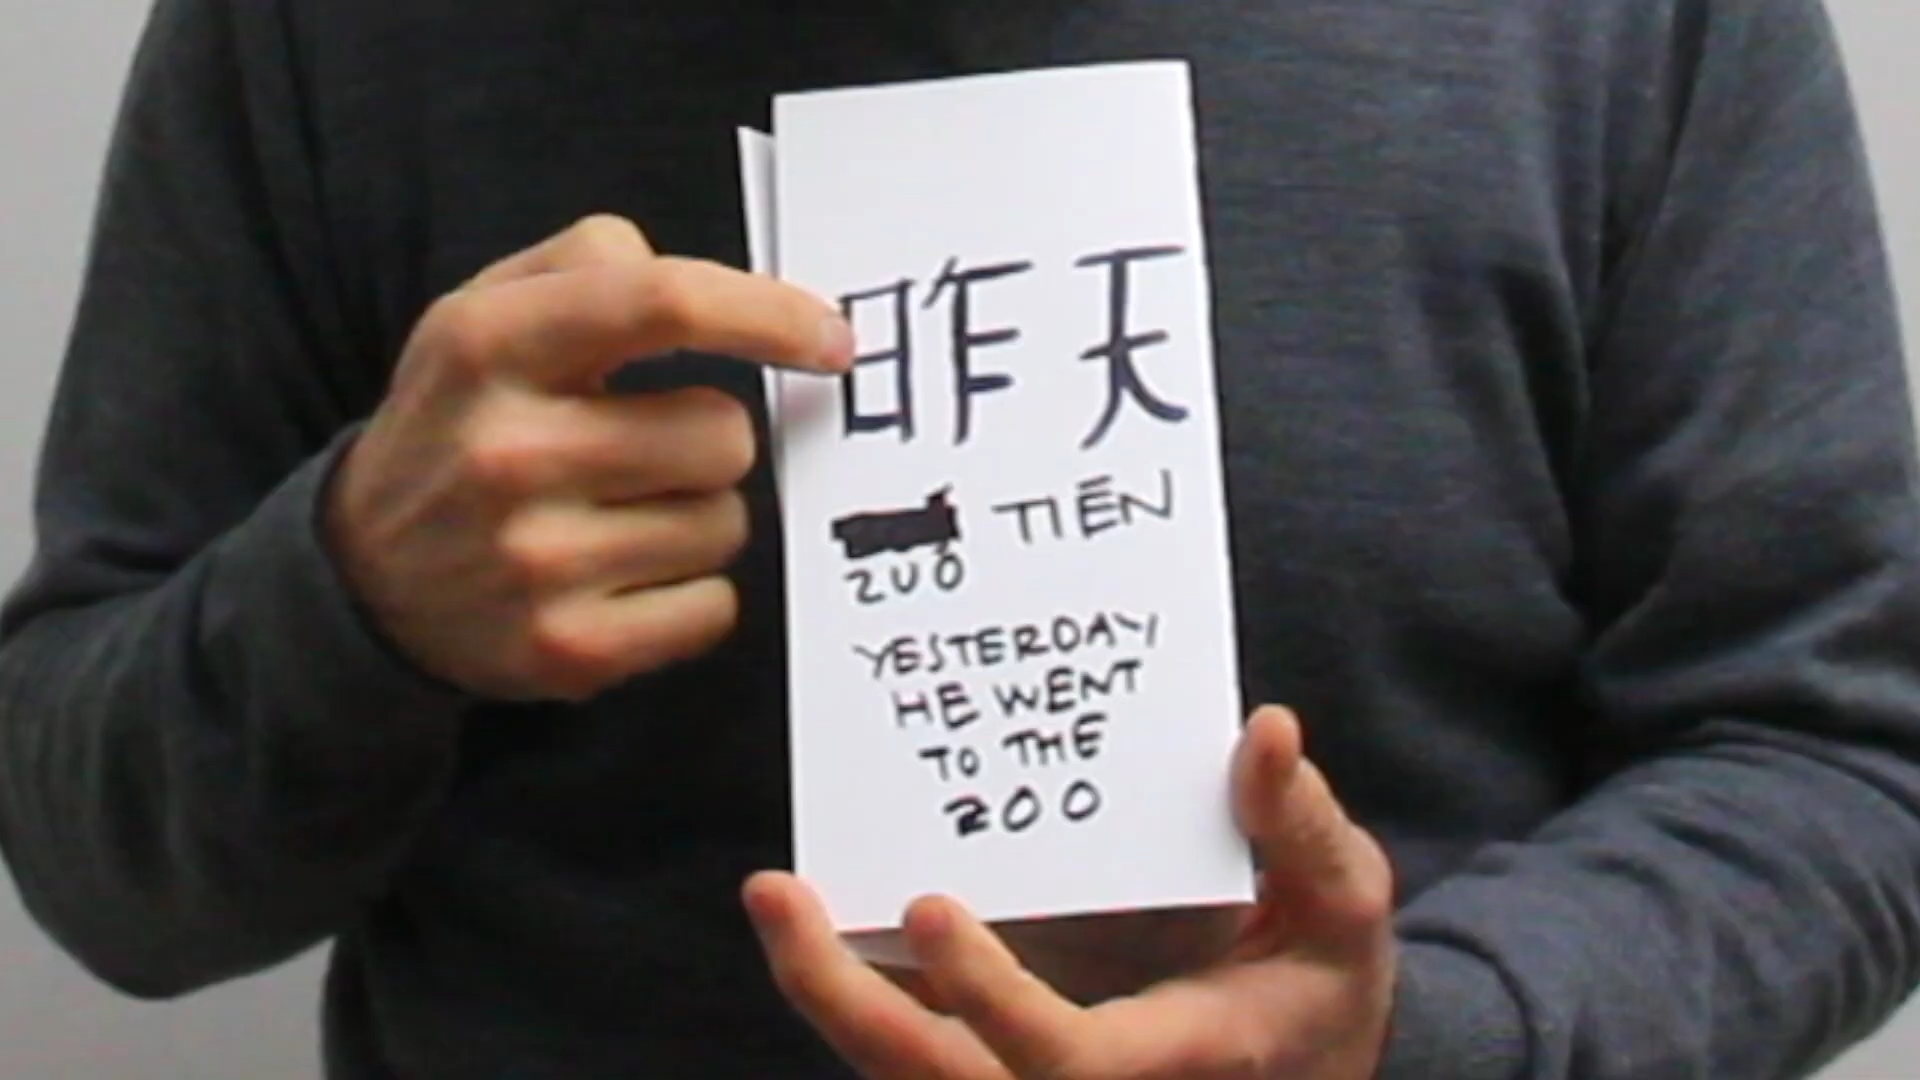 昨天
TIĒN
ZUÓ
YESTERDAY
HE WENT
TO THE
ZOO